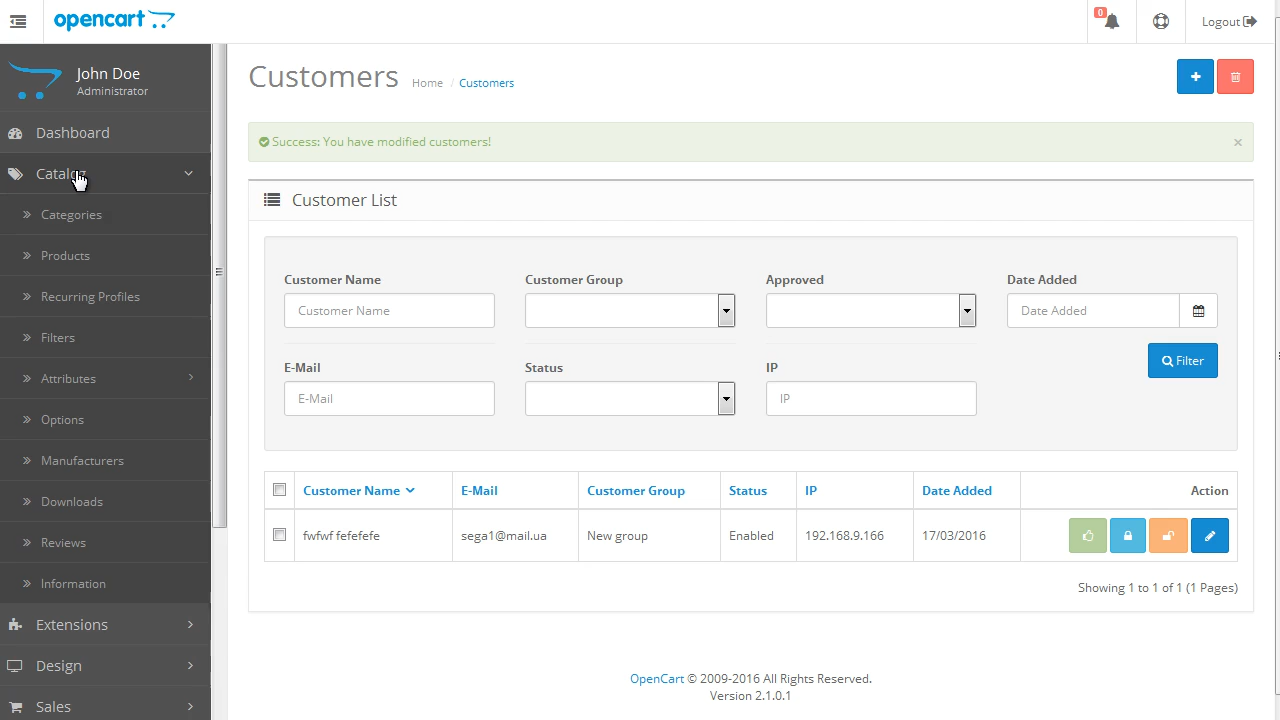 opencart
0
Logout
John Doe
Administrator
Dashboard
Catalog
Categories
Products
Recurring Profiles
Filters
Attributes
Options
Manufacturers
Downloads
Reviews
Information
Extensions
Design
Sales
Customers
Home / Customers
Success: You have modified customers!
×
Customer List
Customer Name
Customer Name
Customer Group
Approved
Date Added
Date Added
E-Mail
E-Mail
Status
IP
IP
Filter
Customer Name E-Mail Customer Group Status IP Date Added Action
fwfwf fefefefe sega1@mail.ua New group Enabled 192.168.9.166 17/03/2016
Showing 1 to 1 of 1 (1 Pages)
OpenCart © 2009-2016 All Rights Reserved.
Version 2.1.0.1